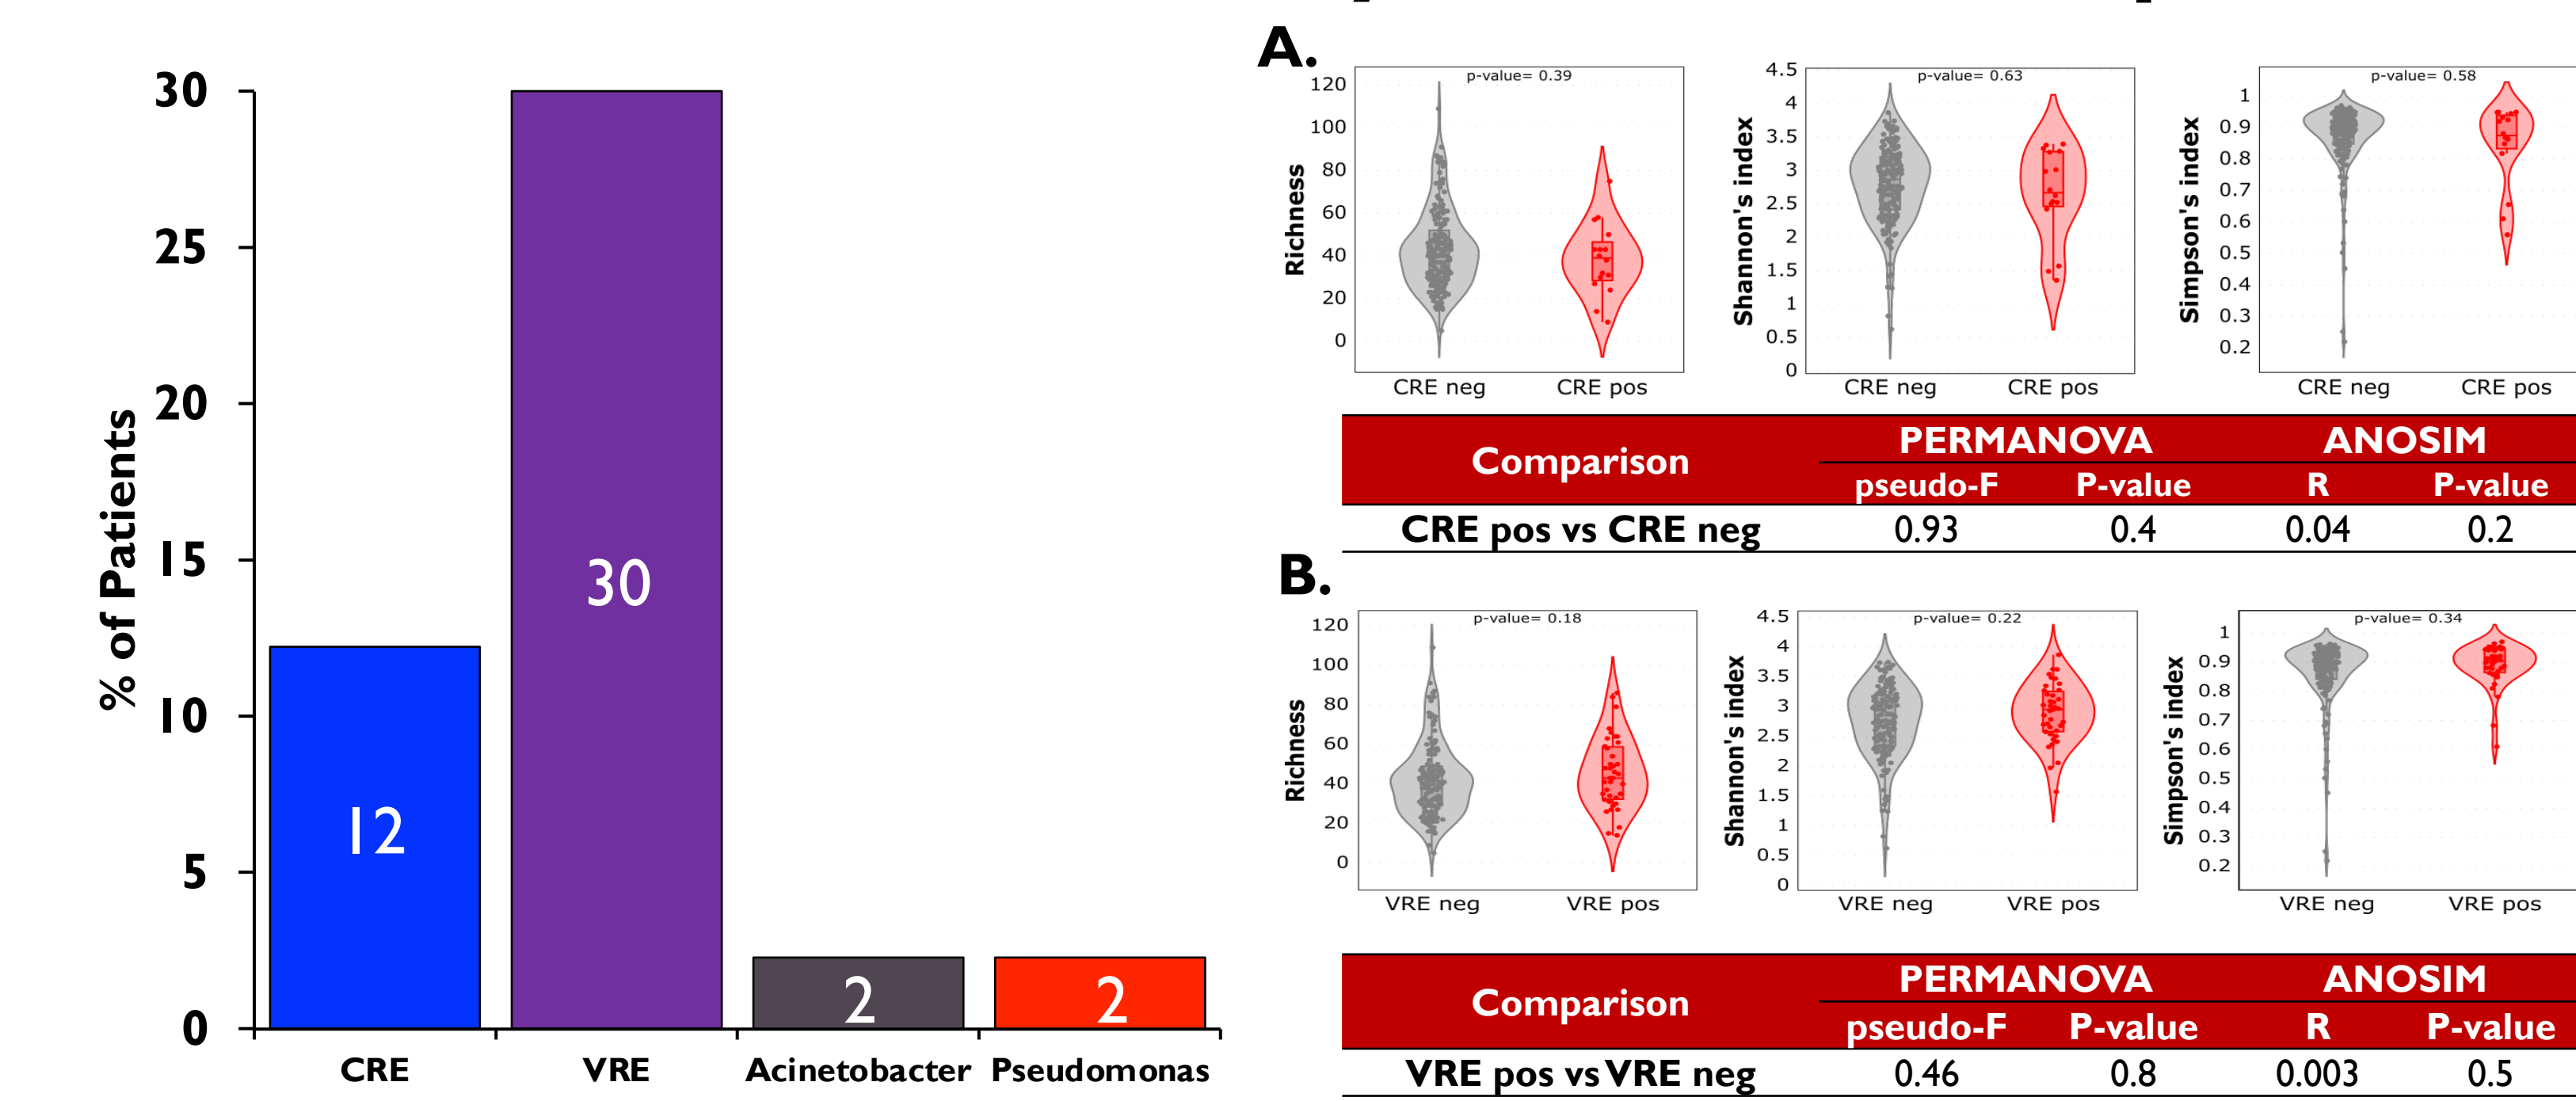 30
25
20
15
10
5
0
% of Patients
12
30
2
2
CRE VRE Acinetobacter Pseudomonas
A.
p-value= 0.39
120
100
80
60
40
20
0
Richness
CRE neg CRE pos
p-value= 0.63
4.5
4
3.5
3
2.5
2
1.5
1
0.5
0
Shannon's index
CRE neg CRE pos
p-value= 0.58
1
0.9
0.8
0.7
0.6
0.5
0.4
0.3
0.2
Simpson's index
CRE neg CRE pos
Comparison PERMANOVA ANOSIM
pseudo-F P-value R P-value
CRE pos vs CRE neg 0.93 0.4 0.04 0.2
B.
p-value= 0.18
120
100
80
60
40
20
0
Richness
VRE neg VRE pos
p-value= 0.22
4.5
4
3.5
3
2.5
2
1.5
1
0.5
0
Shannon's index
VRE neg VRE pos
p-value= 0.34
1
0.9
0.8
0.7
0.6
0.5
0.4
0.3
0.2
Simpson's index
VRE neg VRE pos
Comparison PERMANOVA ANOSIM
pseudo-F P-value R P-value
VRE pos vs VRE neg 0.46 0.8 0.003 0.5